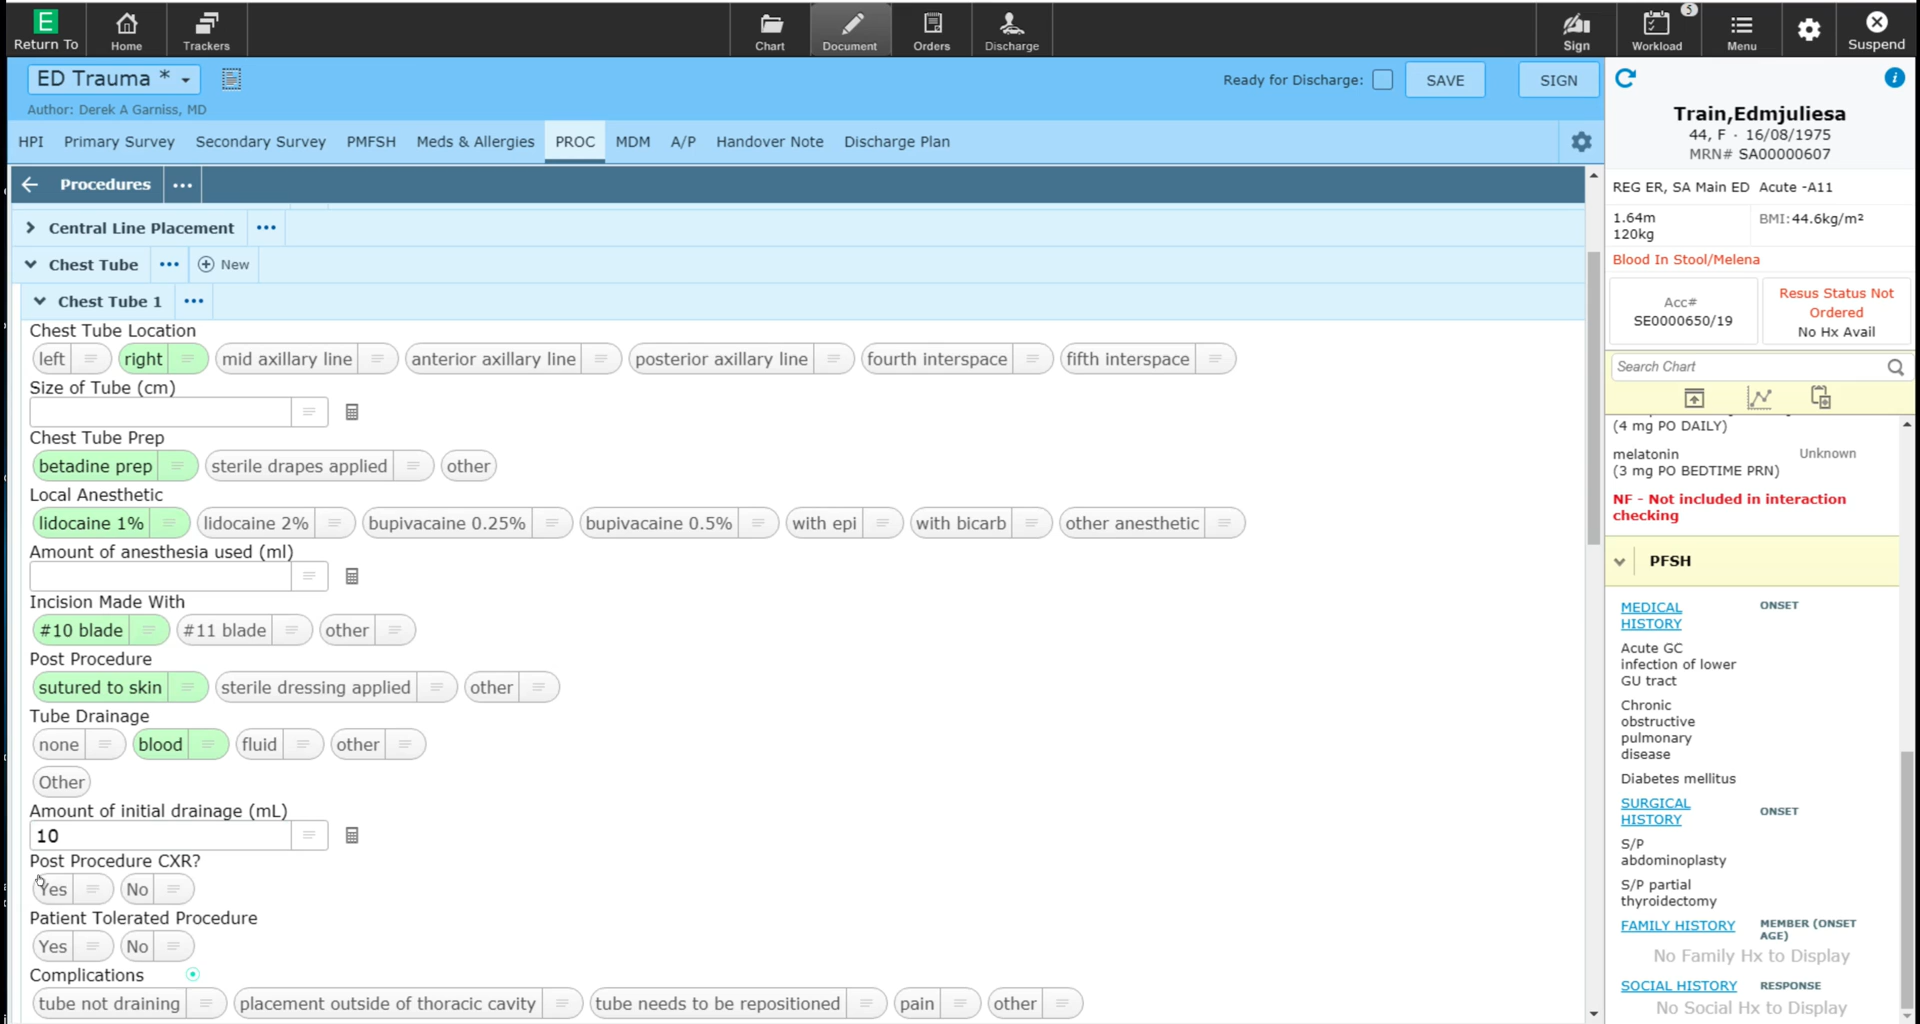 E
Return To
Home
Trackers
Chart
Document
Orders
Discharge
Sign
5
Workload
Menu
Suspend
ED Trauma *
Author: Derek A Garniss, MD
Ready for Discharge:
SAVE
SIGN
HPI Primary Survey Secondary Survey PMFSH Meds & Allergies PROC MDM A/P Handover Note Discharge Plan
Procedures
Central Line Placement
Chest Tube
New
Chest Tube 1
Chest Tube Location
left right mid axillary line anterior axillary line posterior axillary line fourth interspace fifth interspace
Size of Tube (cm)
Chest Tube Prep
betadine prep sterile drapes applied other
Local Anesthetic
lidocaine 1% lidocaine 2% bupivacaine 0.25% bupivacaine 0.5% with epi with bicarb other anesthetic
Amount of anesthesia used (ml)
Incision Made With
#10 blade #11 blade other
Post Procedure
sutured to skin sterile dressing applied other
Tube Drainage
none blood fluid other
Other
Amount of initial drainage (mL)
10
Post Procedure CXR?
Yes No
Patient Tolerated Procedure
Yes No
Complications
tube not draining placement outside of thoracic cavity tube needs to be repositioned pain other
i
Train,Edmjuliesa
44, F · 16/08/1975
MRN# SA00000607
REG ER, SA Main ED Acute -A11
1.64m BMI: 44.6kg/m²
120kg
Blood In Stool/Melena
Acc#
SE0000650/19
Resus Status Not
Ordered
No Hx Avail
Search Chart
(4 mg PO DAILY)
melatonin Unknown
(3 mg PO BEDTIME PRN)
NF - Not included in interaction
checking
PFSH
MEDICAL HISTORY ONSET
Acute GC
infection of lower
GU tract
Chronic
obstructive
pulmonary
disease
Diabetes mellitus
SURGICAL HISTORY ONSET
S/P
abdominoplasty
S/P partial
thyroidectomy
FAMILY HISTORY MEMBER (ONSET AGE)
No Family Hx to Display
SOCIAL HISTORY RESPONSE
No Social Hx to Display